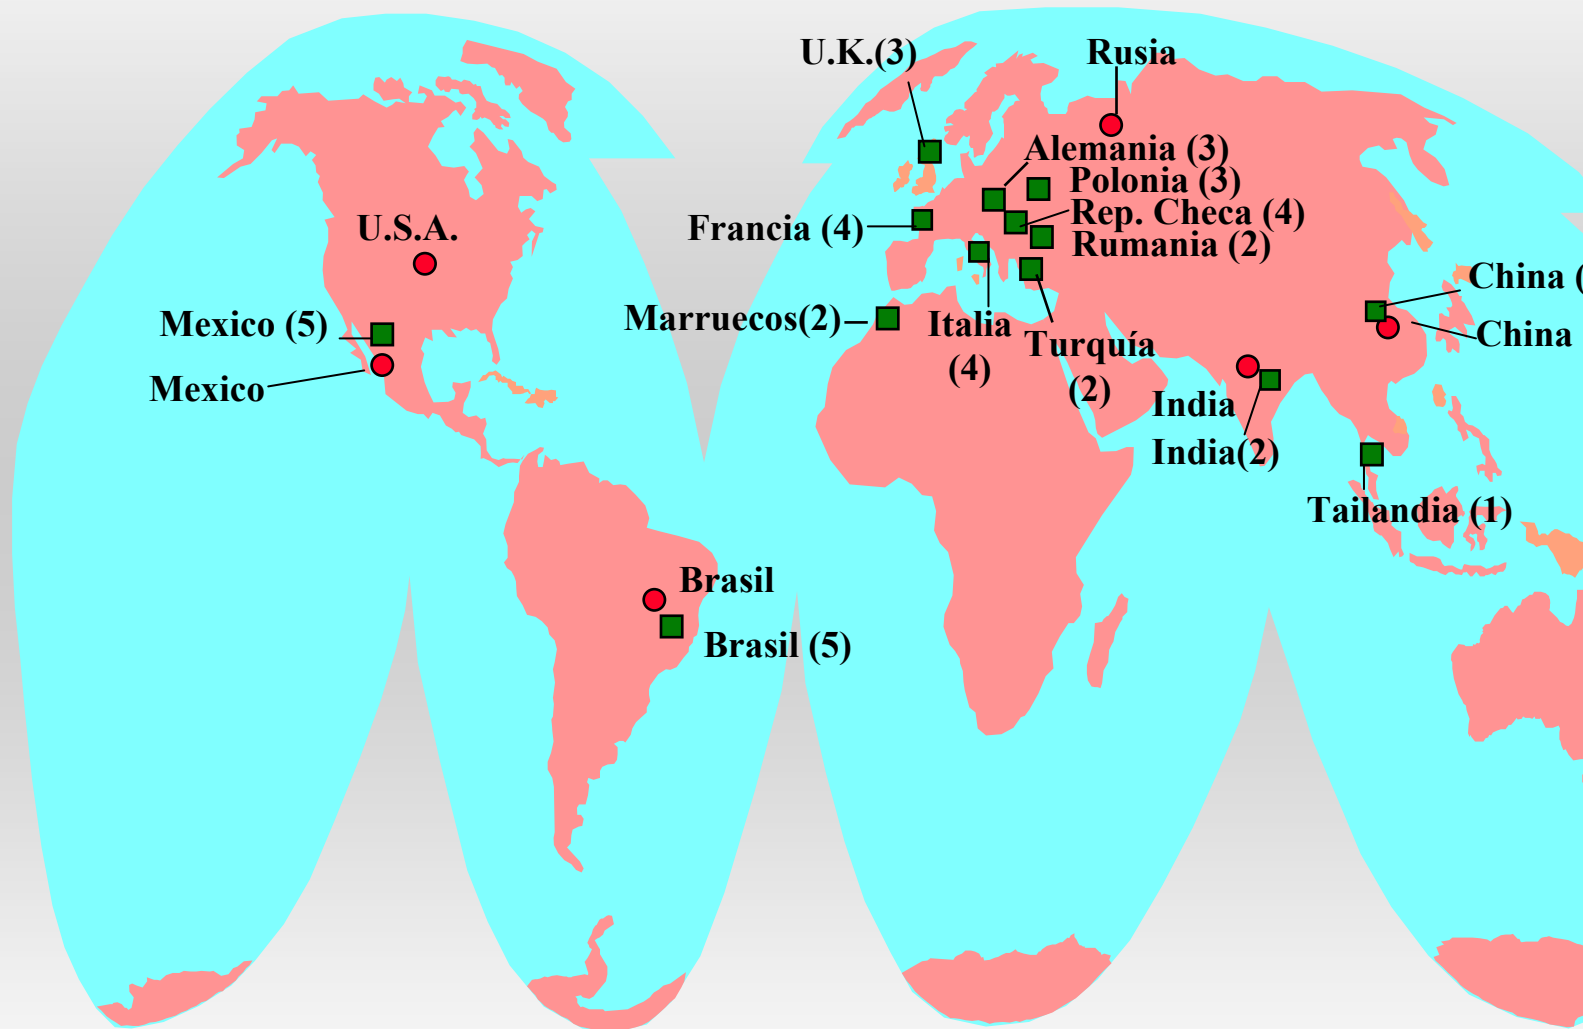 U.K.(3)
Rusia
Alemania (3)
Polonia (3)
Rep. Checa (4)
Rumania (2)
U.S.A.
Francia (4)
China (
Mexico (5)
Marruecos(2)
Italia
(4)
Turquía
(2)
China
Mexico
India
India(2)
Tailandia (1)
Brasil
Brasil (5)